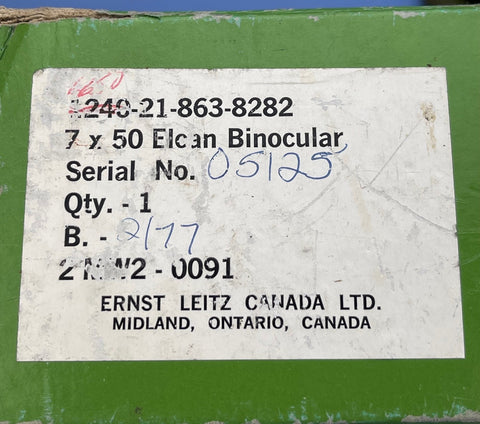 650
1240-21-863-8282
7 x 50 Elcan Binocular
Serial No. 05125
Qty. - 1
B. - 2/77
2 MW2 - 0091
ERNST LEITZ CANADA LTD.
MIDLAND, ONTARIO, CANADA